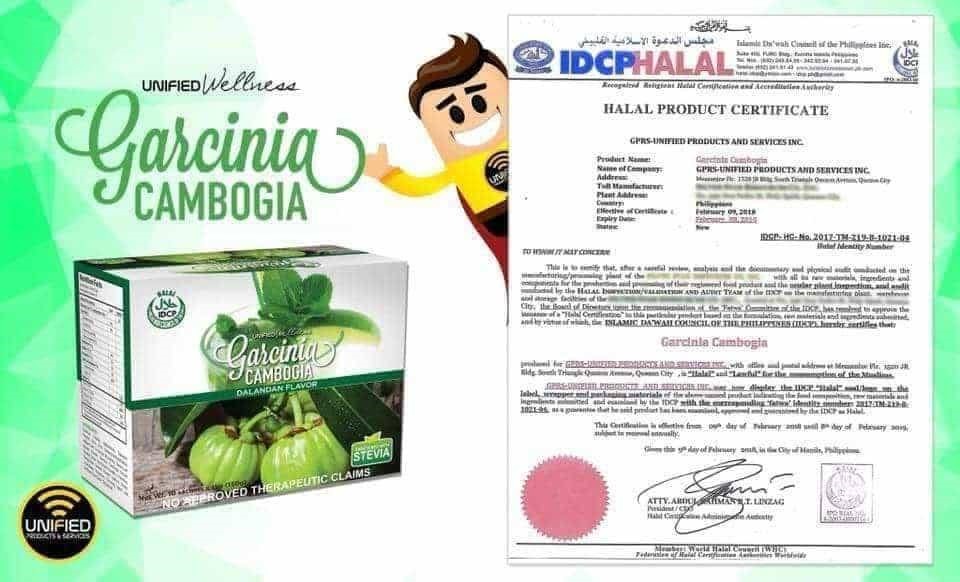 UNIFIED Wellness
Garcinia
CAMBOGIA
UNIFIED Wellness
Garcinia
CAMBOGIA
DALANDAN FLAVOR
HALAL
IDCP
STEVIA
NO APPROVED THERAPEUTIC CLAIMS
UNIFIED
PRODUCTS & SERVICES
مجلس الدعوة الإسلامية الفلبيني
IDCPHALAL
Islamic Da'wah Council of the Philippines Inc.
Recognized Religious Halal Certification and Accreditation Authority
HALAL PRODUCT CERTIFICATE
GPRS-UNIFIED PRODUCTS AND SERVICES INC.
Product Name: Garcinia Cambogia
Name of Company: GPRS-UNIFIED PRODUCTS AND SERVICES INC.
Address: Mezzanine Flr. 1520 JR Bldg. South Triangle Quezon Avenue, Quezon City
Toll Manufacturer:
Plant Address:
Country: Philippines
Effective of Certificate : February 09, 2018
Expiry Date: February
Status: New
IDCP- HG- No. 2017-TM-219-B-1021-04
Halal Identity Number
TO WHOM IT MAY CONCERN:
This is to certify that, after a careful review, analysis and the documentary and physical audit conducted on the
manufacturing/processing plant of the with all its raw materials, ingredients and
components for the production and processing of their registered food product and the ocular plant inspection, and audit
conducted by the HALAL INSPECTION/VALIDATION AND AUDIT TEAM of the IDCP on the manufacturing plant, warehouse
and storage facilities of the
City, the Board of Directors upon the recommendation of the "Fatwa" Committee of the IDCP, has resolved to approve the
issuance of a "Halal Certification" to this particular product based on the formulation, raw materials and ingredients submitted,
and by virtue of which, the ISLAMIC DA'WAH COUNCIL OF THE PHILIPPINES (IDCP), hereby certifies that:
Garcinia Cambogia
produced for GPRS-UNIFIED PRODUCTS AND SERVICES INC., with office and postal address at Mezzanine Flr. 1520 JR
Bldg. South Triangle Quezon Avenue, Quezon City , is "Halal" and "Lawful" for the consumption of the Muslims.
GPRS-UNIFIED PRODUCTS AND SERVICES INC, may now display the IDCP "Halal" seal/logo on the
label, wrapper and packaging materials of the above-named product indicating the food composition, raw materials and
ingredients submitted and examined by the IDCP with the corresponding 'fatwa' identity number: 2017-TM-219-B-
1021-04, as a guarantee that he said product has been examined, approved and guaranteed by the IDCP as Halal.
This Certification is effective from 09th day of February 2018 until 8th day of February 2019,
subject to renewal annually.
Given this 9th day of February 2018, in the City of Manila, Philippines.
ATTY. ABDUL RAHMAN R.T. LINZAG
President / CEO
Halal Certification Administration Authority
Member: World Halal Council (WHC)
Federation of Halal Certification Authorities Worldwide